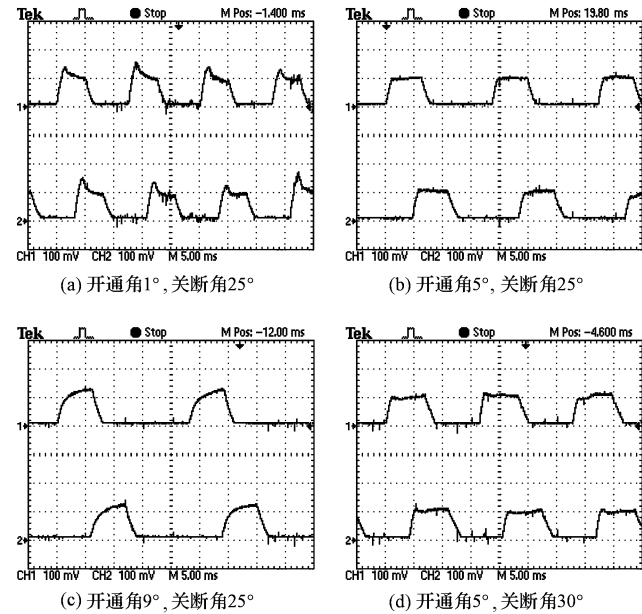 Tek Stop M Pos: -1.400 ms
1
2
CH1 100 mV CH2 100 mV M 5.00 ms
(a) 开通角1°, 关断角25°
Tek Stop M Pos: 19.80 ms
1
2
CH1 100 mV CH2 100 mV M 5.00 ms
(b) 开通角5°, 关断角25°
Tek Stop M Pos: -12.00 ms
1
2
CH1 100 mV CH2 100 mV M 5.00 ms
(c) 开通角9°, 关断角25°
Tek Stop M Pos: -4.600 ms
1
2
CH1 100 mV CH2 100 mV M 5.00 ms
(d) 开通角5°, 关断角30°